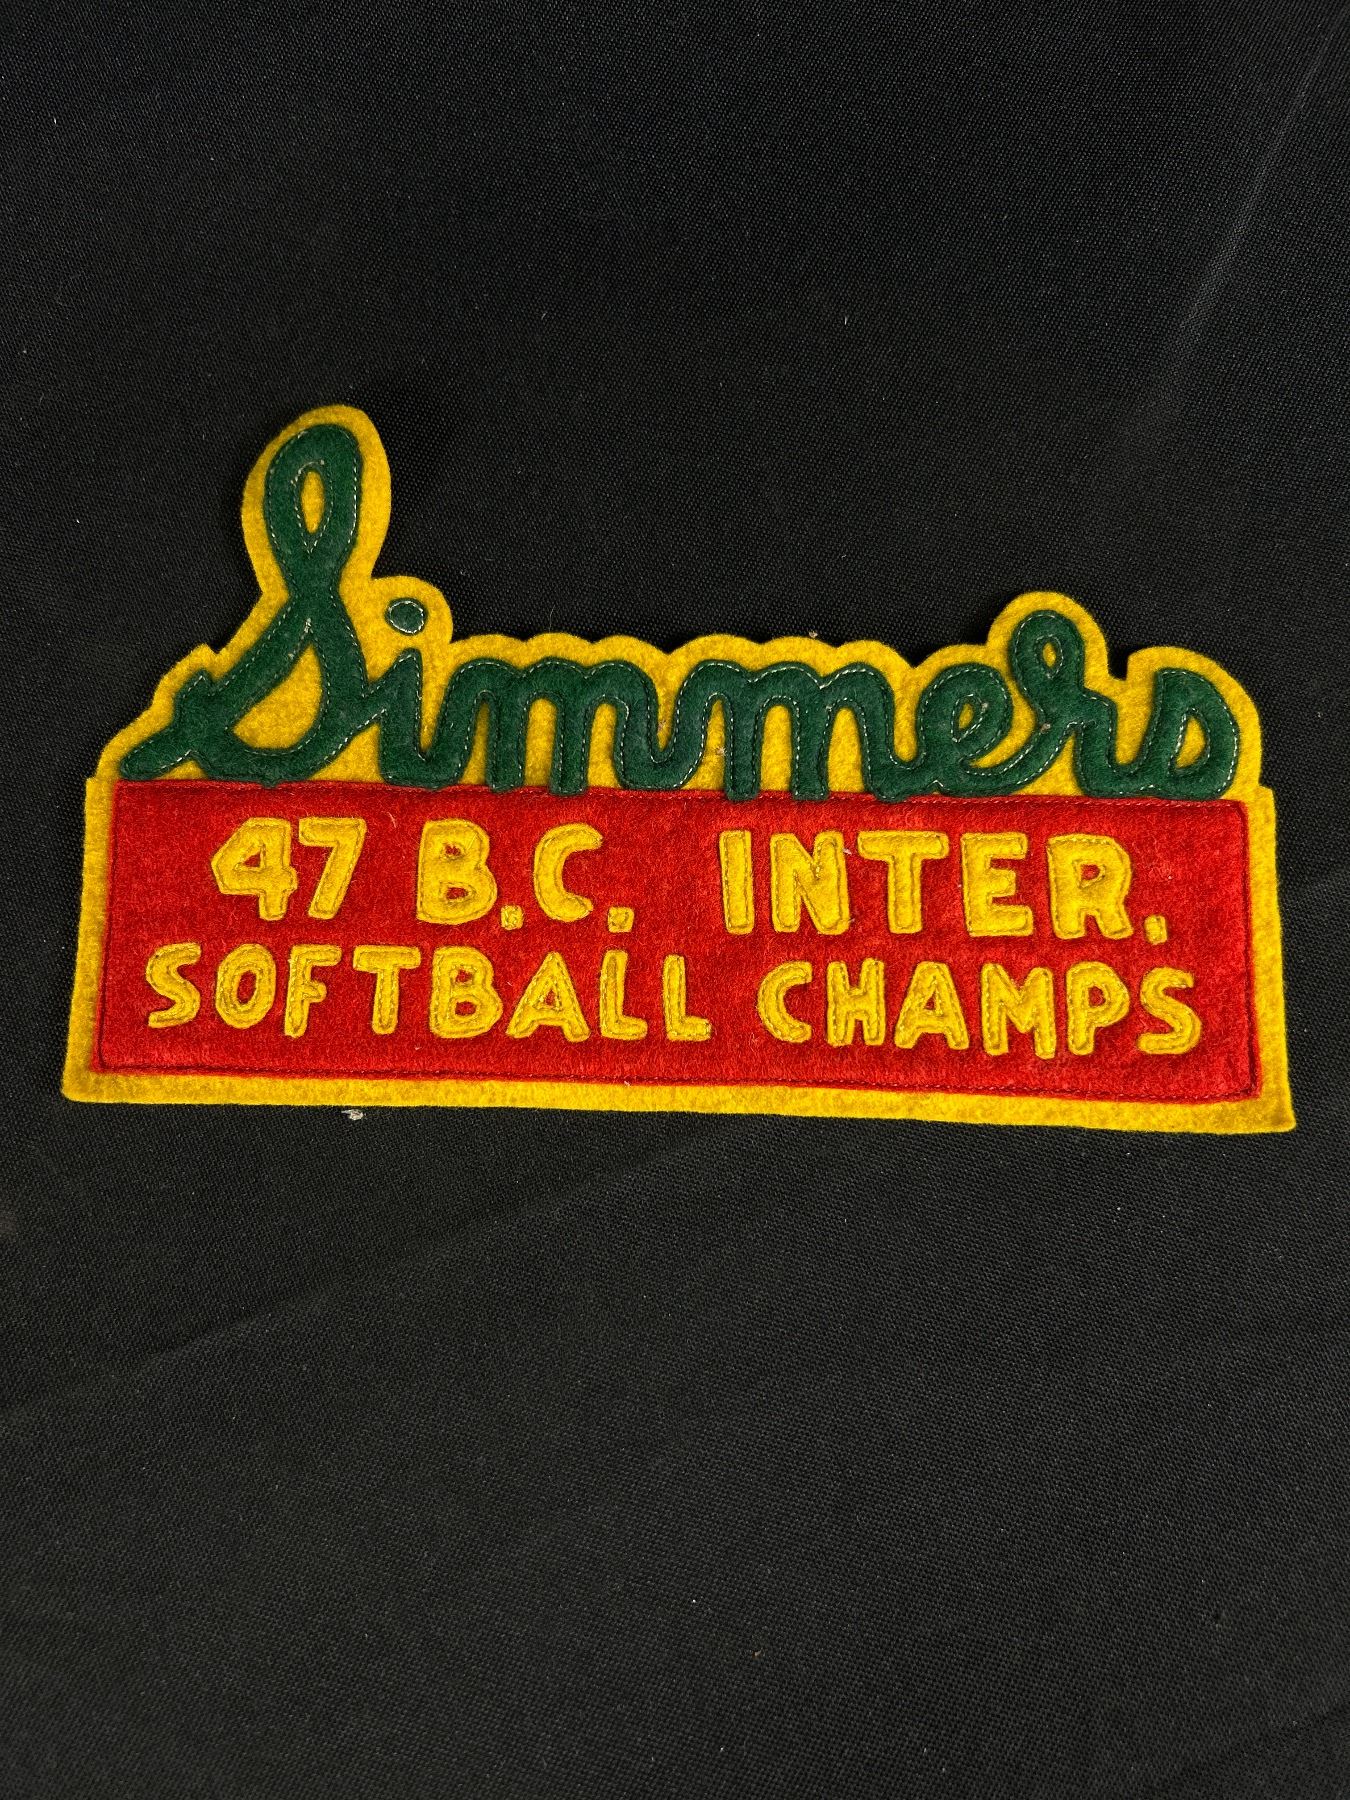 Simmers
47 B.C. INTER.
SOFTBALL CHAMPS